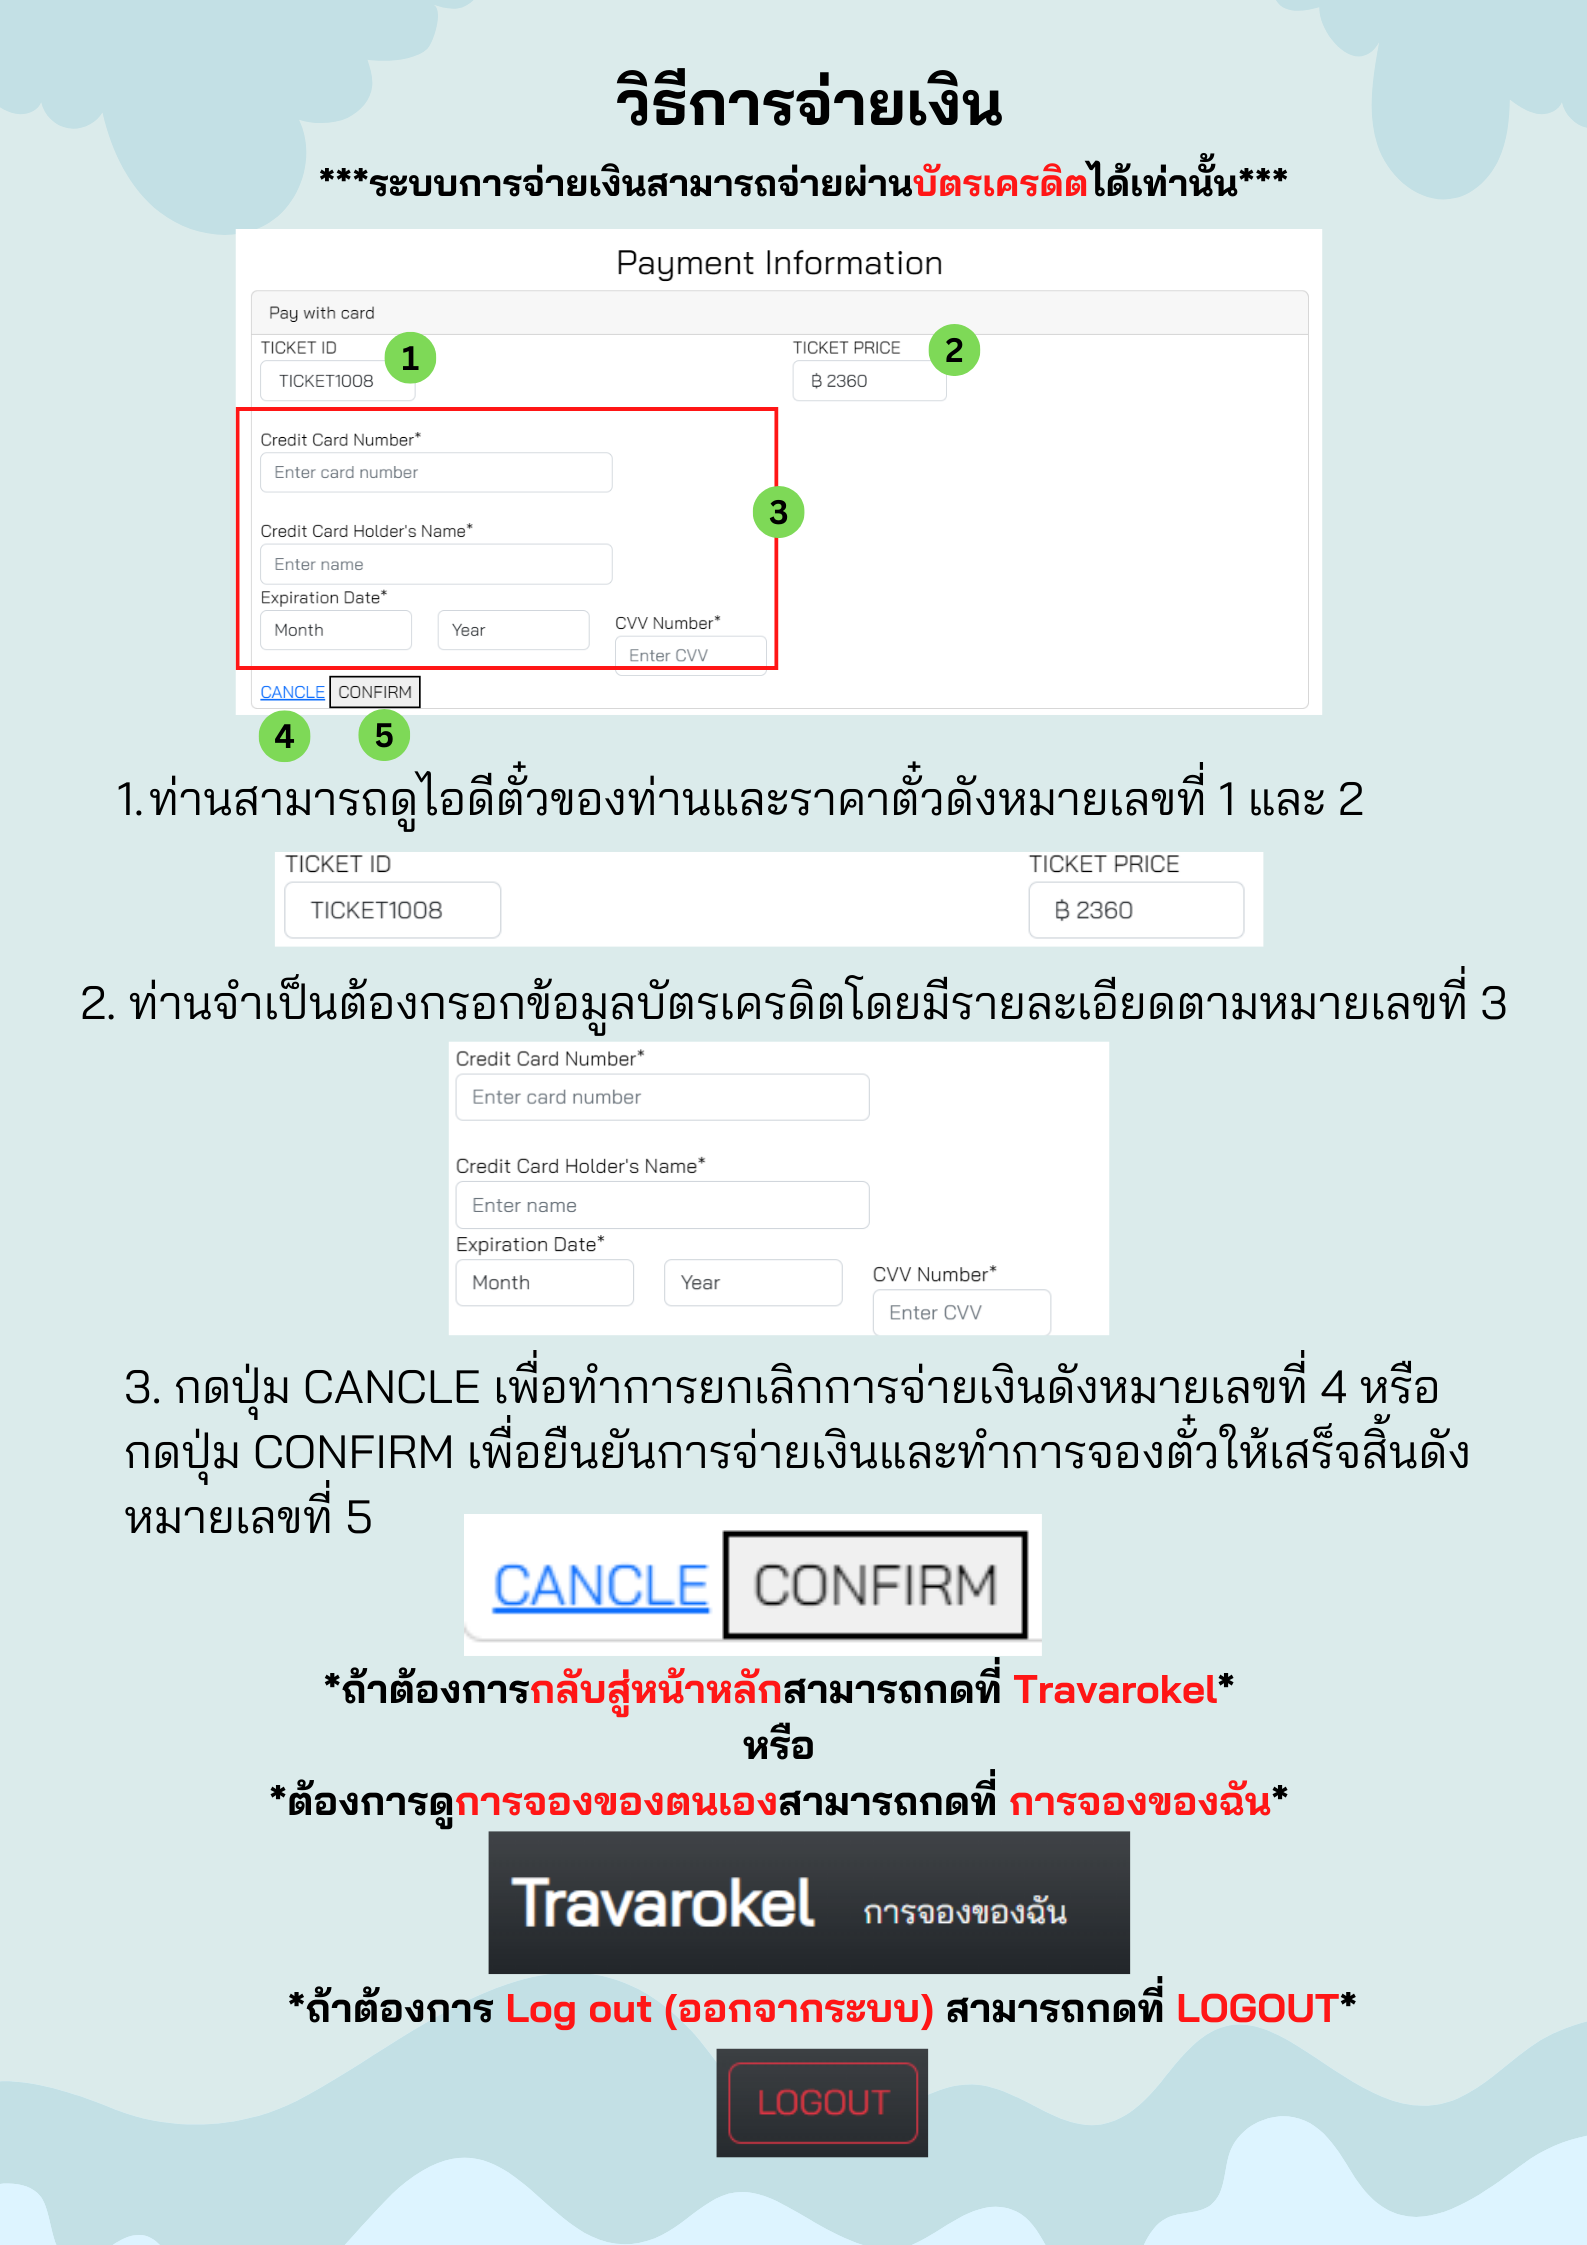 วิธีการจ่ายเงิน
***ระบบการจ่ายเงินสามารถจ่ายผ่านบัตรเครดิตได้เท่านั้น***
Payment Information
Pay with card
TICKET ID 1 TICKET PRICE 2
TICKET1008 ฿ 2360
Credit Card Number*
Enter card number
3
Credit Card Holder's Name*
Enter name
Expiration Date*
Month Year CVV Number*
Enter CVV
CANCLE CONFIRM
4 5
1.ท่านสามารถดูไอดีตั๋วของท่านและราคาตั๋วดังหมายเลขที่ 1 และ 2
TICKET ID TICKET PRICE
TICKET1008 ฿ 2360
2. ท่านจำเป็นต้องกรอกข้อมูลบัตรเครดิตโดยมีรายละเอียดตามหมายเลขที่ 3
Credit Card Number*
Enter card number
Credit Card Holder's Name*
Enter name
Expiration Date*
Month Year CVV Number*
Enter CVV
3. กดปุ่ม CANCLE เพื่อทำการยกเลิกการจ่ายเงินดังหมายเลขที่ 4 หรือ
กดปุ่ม CONFIRM เพื่อยืนยันการจ่ายเงินและทำการจองตั๋วให้เสร็จสิ้นดัง
หมายเลขที่ 5
CANCLE CONFIRM
*ถ้าต้องการกลับสู่หน้าหลักสามารถกดที่ Travarokel*
หรือ
*ต้องการดูการจองของตนเองสามารถกดที่ การจองของฉัน*
Travarokel การจองของฉัน
*ถ้าต้องการ Log out (ออกจากระบบ) สามารถกดที่ LOGOUT*
LOGOUT